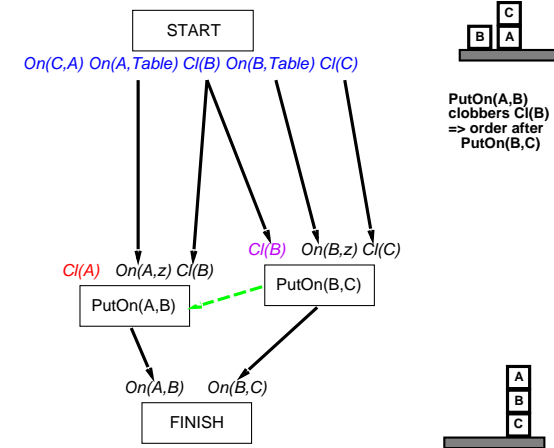 START
On(C,A) On(A,Table) Cl(B) On(B,Table) Cl(C)
C
B A
PutOn(A,B)
clobbers Cl(B)
=> order after
PutOn(B,C)
Cl(B) On(B,z) Cl(C)
Cl(A) On(A,z) Cl(B)
PutOn(B,C)
PutOn(A,B)
On(A,B) On(B,C)
FINISH
A
B
C